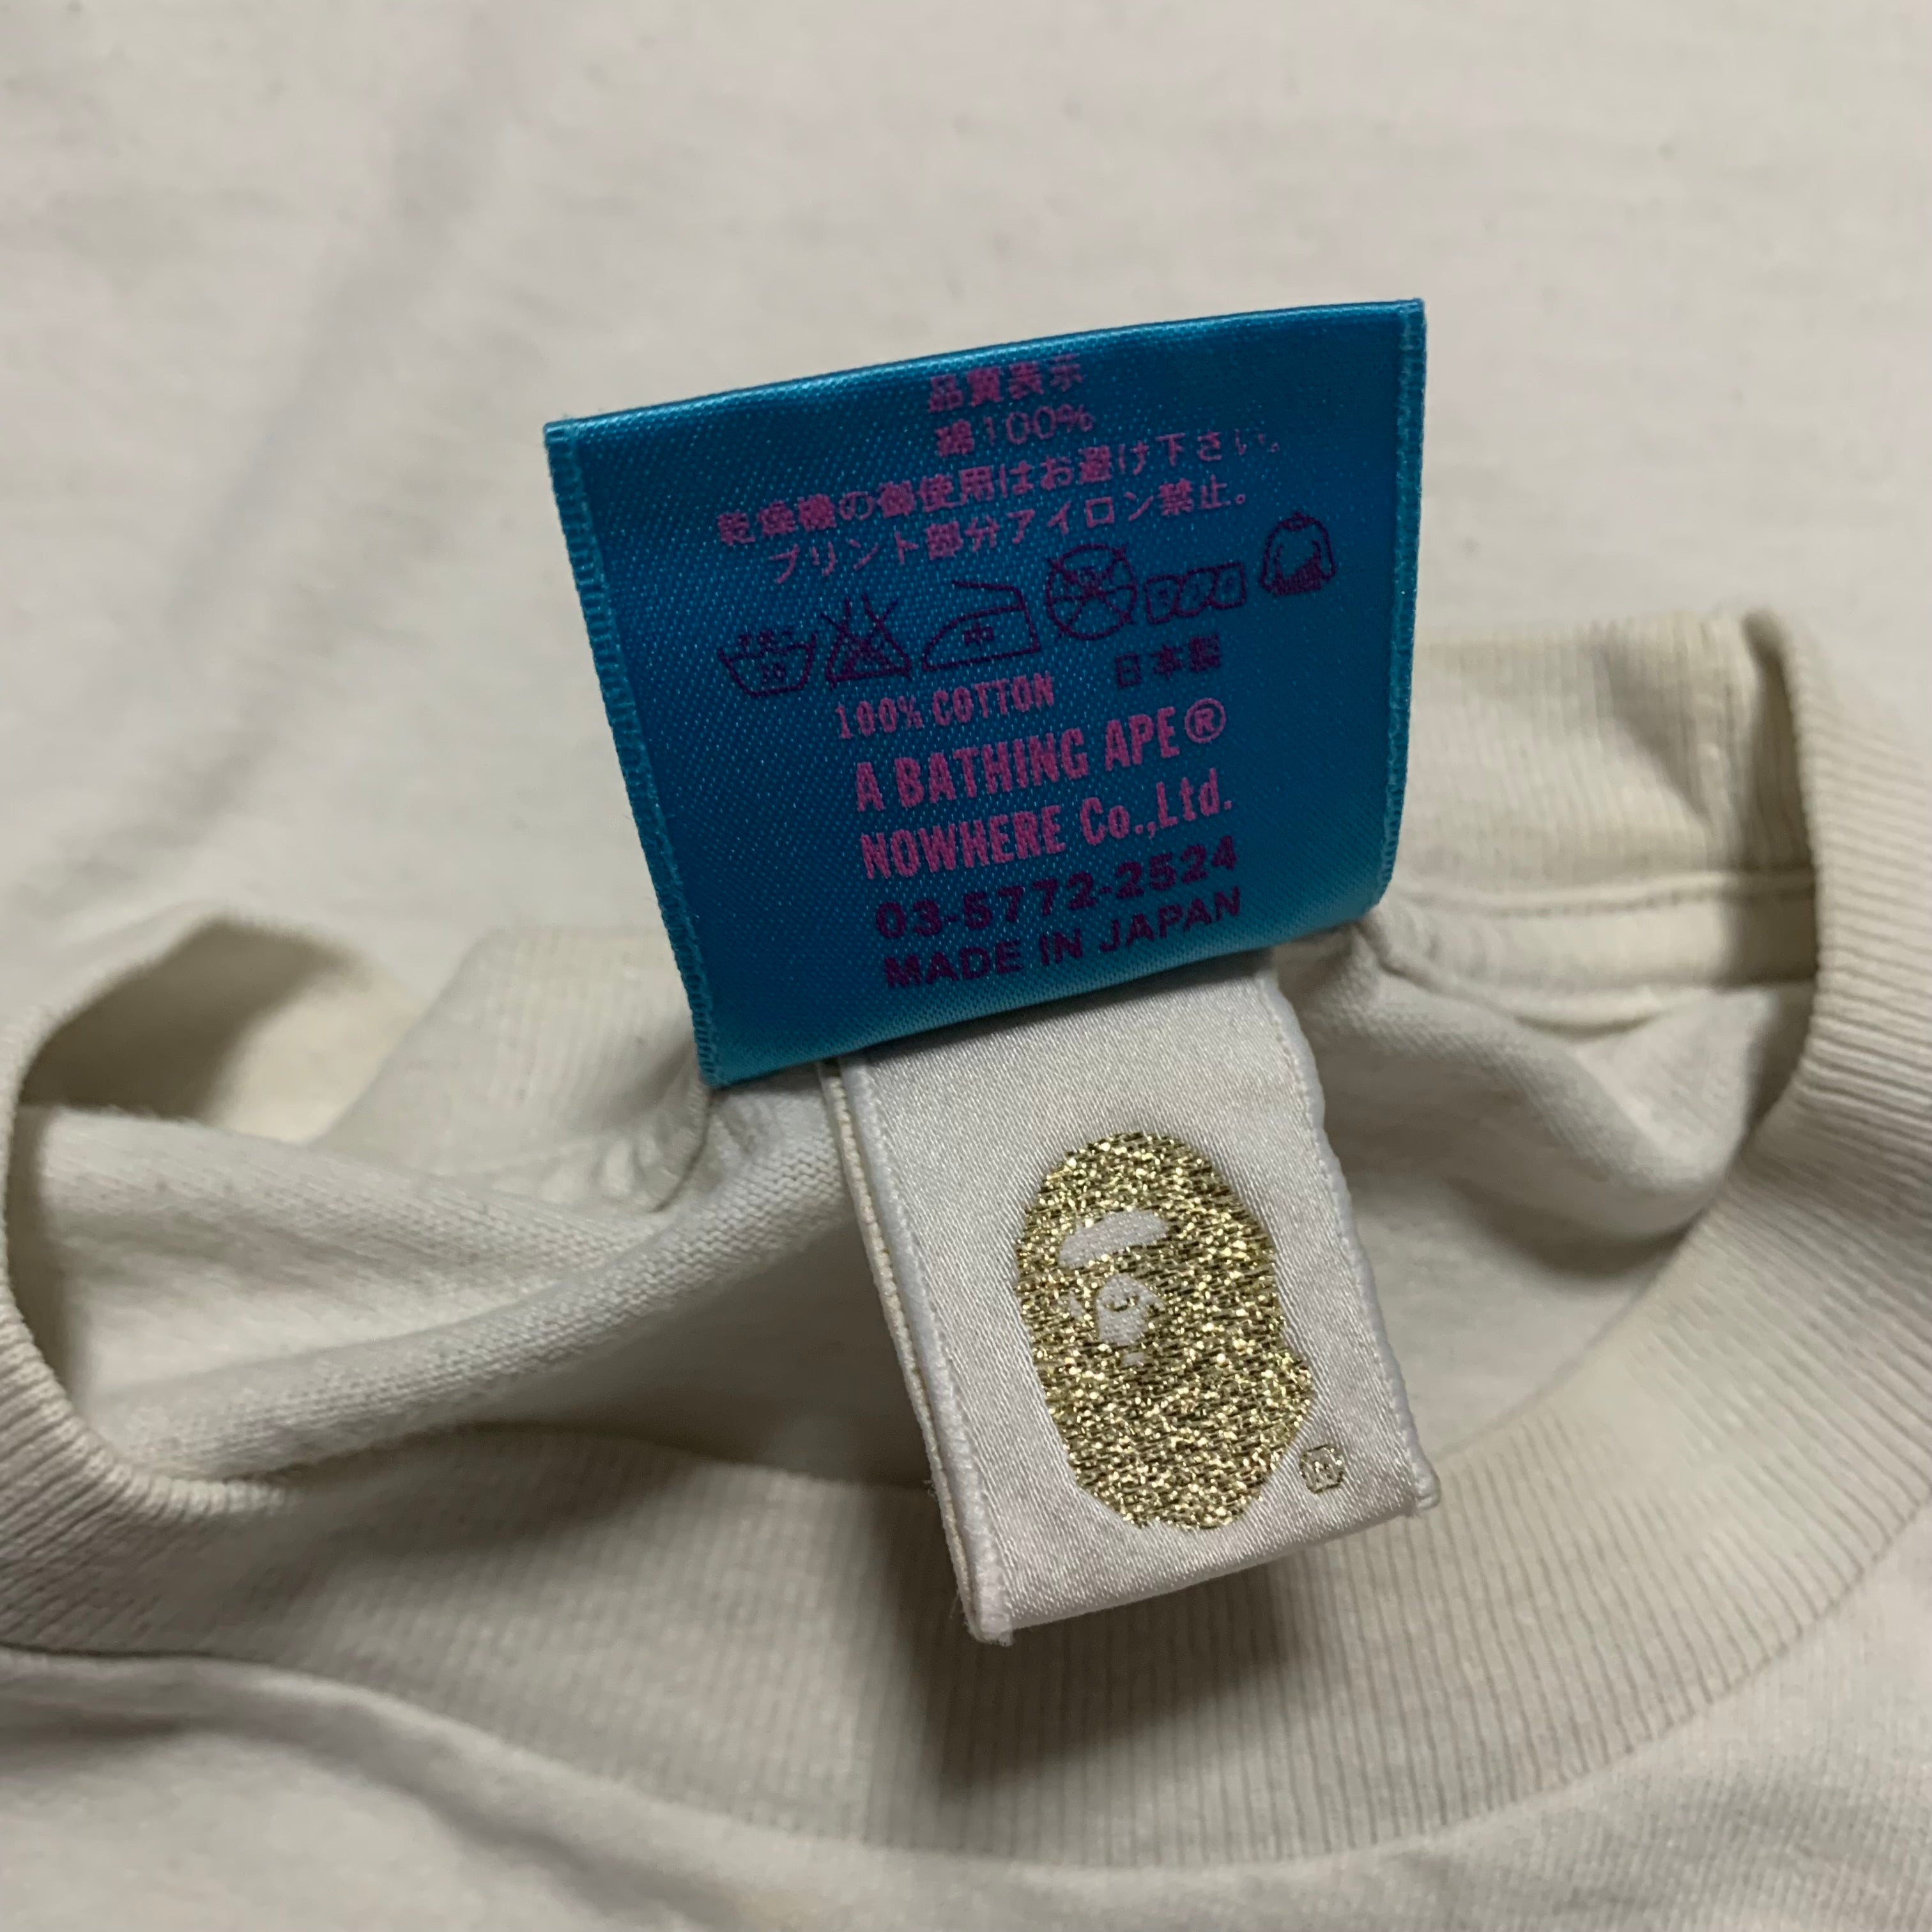 品質表示
綿100%
乾燥機の御使用はお避け下さい。
プリント部分アイロン禁止。
30
日本製
100% COTTON
A BATHING APE®
NOWHERE Co.,Ltd.
03-5772-2524
MADE IN JAPAN